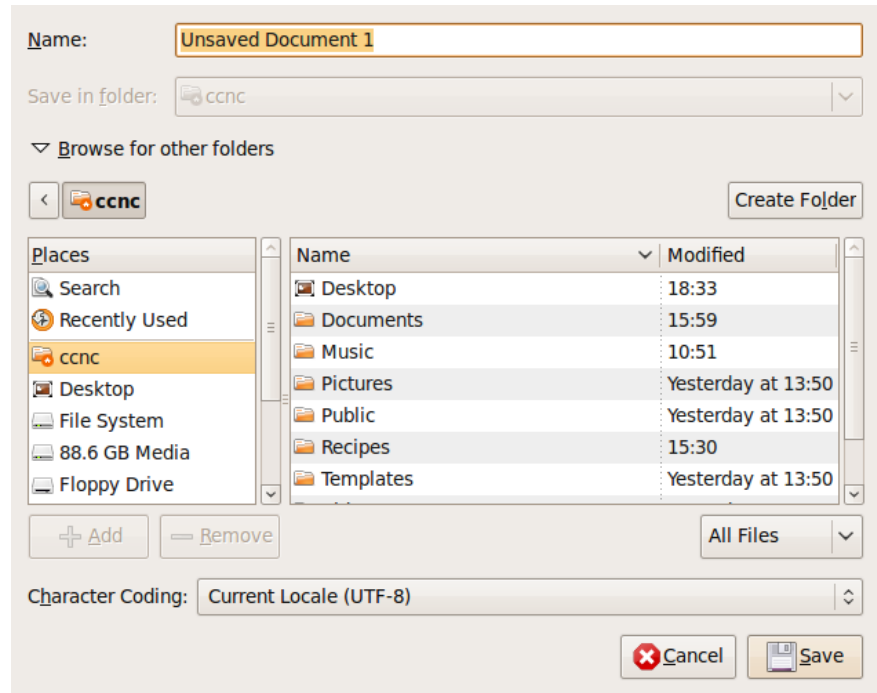 Name: Unsaved Document 1
Save in folder: ccnc
Browse for other folders
ccnc Create Folder
Places Name Modified
Search Desktop 18:33
Recently Used Documents 15:59
ccnc Music 10:51
Desktop Pictures Yesterday at 13:50
File System Public Yesterday at 13:50
88.6 GB Media Recipes 15:30
Floppy Drive Templates Yesterday at 13:50
Add Remove All Files
Character Coding: Current Locale (UTF-8)
Cancel Save